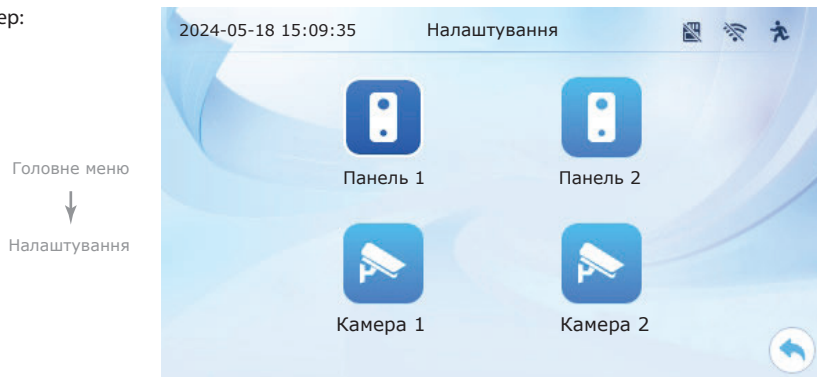 ер:
2024-05-18 15:09:35 Налаштування
Панель 1 Панель 2
Головне меню
Налаштування
Камера 1 Камера 2